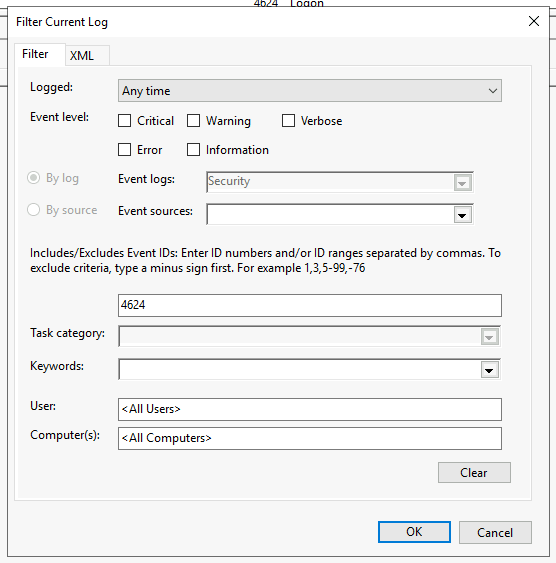 4624 Logon
Filter Current Log
Filter XML
Logged: Any time
Event level: Critical Warning Verbose
Error Information
By log Event logs: Security
By source Event sources:
Includes/Excludes Event IDs: Enter ID numbers and/or ID ranges separated by commas. To
exclude criteria, type a minus sign first. For example 1,3,5-99,-76
4624
Task category:
Keywords:
User: <All Users>
Computer(s): <All Computers>
Clear
OK Cancel